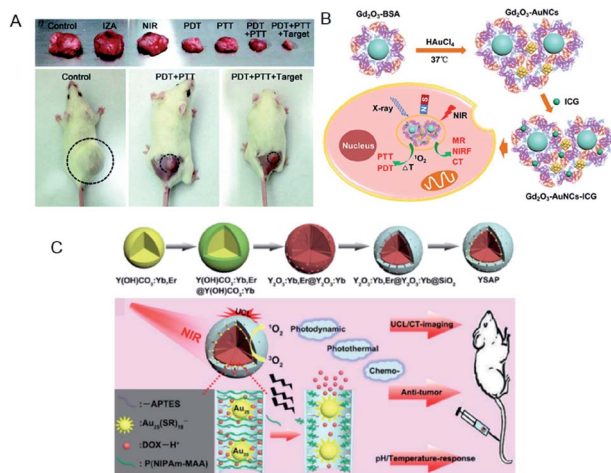 A
Control IZA NIR PDT PTT PDT PDT+PTT
+PTT +Target
Control
PDT+PTT
PDT+PTT+Target
B
Gd2O3-BSA
HAuCl4
37℃
Gd2O3-AuNCs
ICG
Gd2O3-AuNCs-ICG
X-ray
N S
NIR
Nucleus
PTT
PDT
1O2
ΔT
MR
NIRF
CT
C
Y(OH)CO3:Yb,Er
Y(OH)CO3:Yb,Er
@Y(OH)CO3:Yb
Y2O3:Yb,Er@Y2O3:Yb
Y2O3:Yb,Er@Y2O3:Yb@SiO2
YSAP
NIR
UCL
1O2
3O2
Photodynamic
Photothermal
Chemo-
UCL/CT-imaging
Anti-tumor
pH/Temperature-response
:–APTES
:Au25(SR)18–
:DOX–H+
:P(NIPAm-MAA)
Au25
Au25